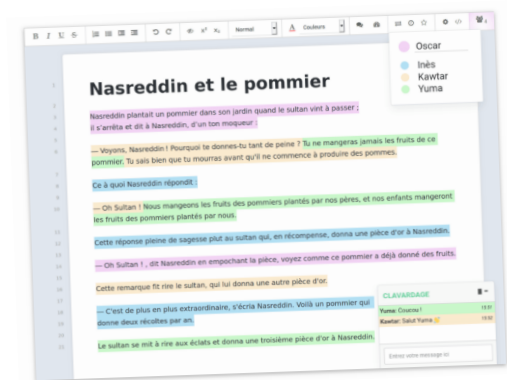 B I U S
Normal
A Couleurs
Oscar
Inès
Kawtar
Yuma
Nasreddin et le pommier
Nasreddin plantait un pommier dans son jardin quand le sultan vint à passer ;
il s'arrêta et dit à Nasreddin, d'un ton moqueur :
— Voyons, Nasreddin ! Pourquoi te donnes-tu tant de peine ? Tu ne mangeras jamais les fruits de ce
pommier. Tu sais bien que tu mourras avant qu'il ne commence à produire des pommes.
Ce à quoi Nasreddin répondit :
— Oh Sultan ! Nous mangeons les fruits des pommiers plantés par nos pères, et nos enfants mangeront
les fruits des pommiers plantés par nous.
Cette réponse pleine de sagesse plut au sultan qui, en récompense, donna une pièce d'or à Nasreddin.
— Oh Sultan ! , dit Nasreddin en empochant la pièce, voyez comme ce pommier a déjà donné des fruits.
Cette remarque fit rire le sultan, qui lui donna une autre pièce d'or.
— C'est de plus en plus extraordinaire, s'écria Nasreddin. Voilà un pommier qui
donne deux récoltes par an.
Le sultan se mit à rire aux éclats et donna une troisième pièce d'or à Nasreddin.
CLAVARDAGE
Yuma: Coucou !
Kawtar: Salut Yuma
Entrez votre message ici